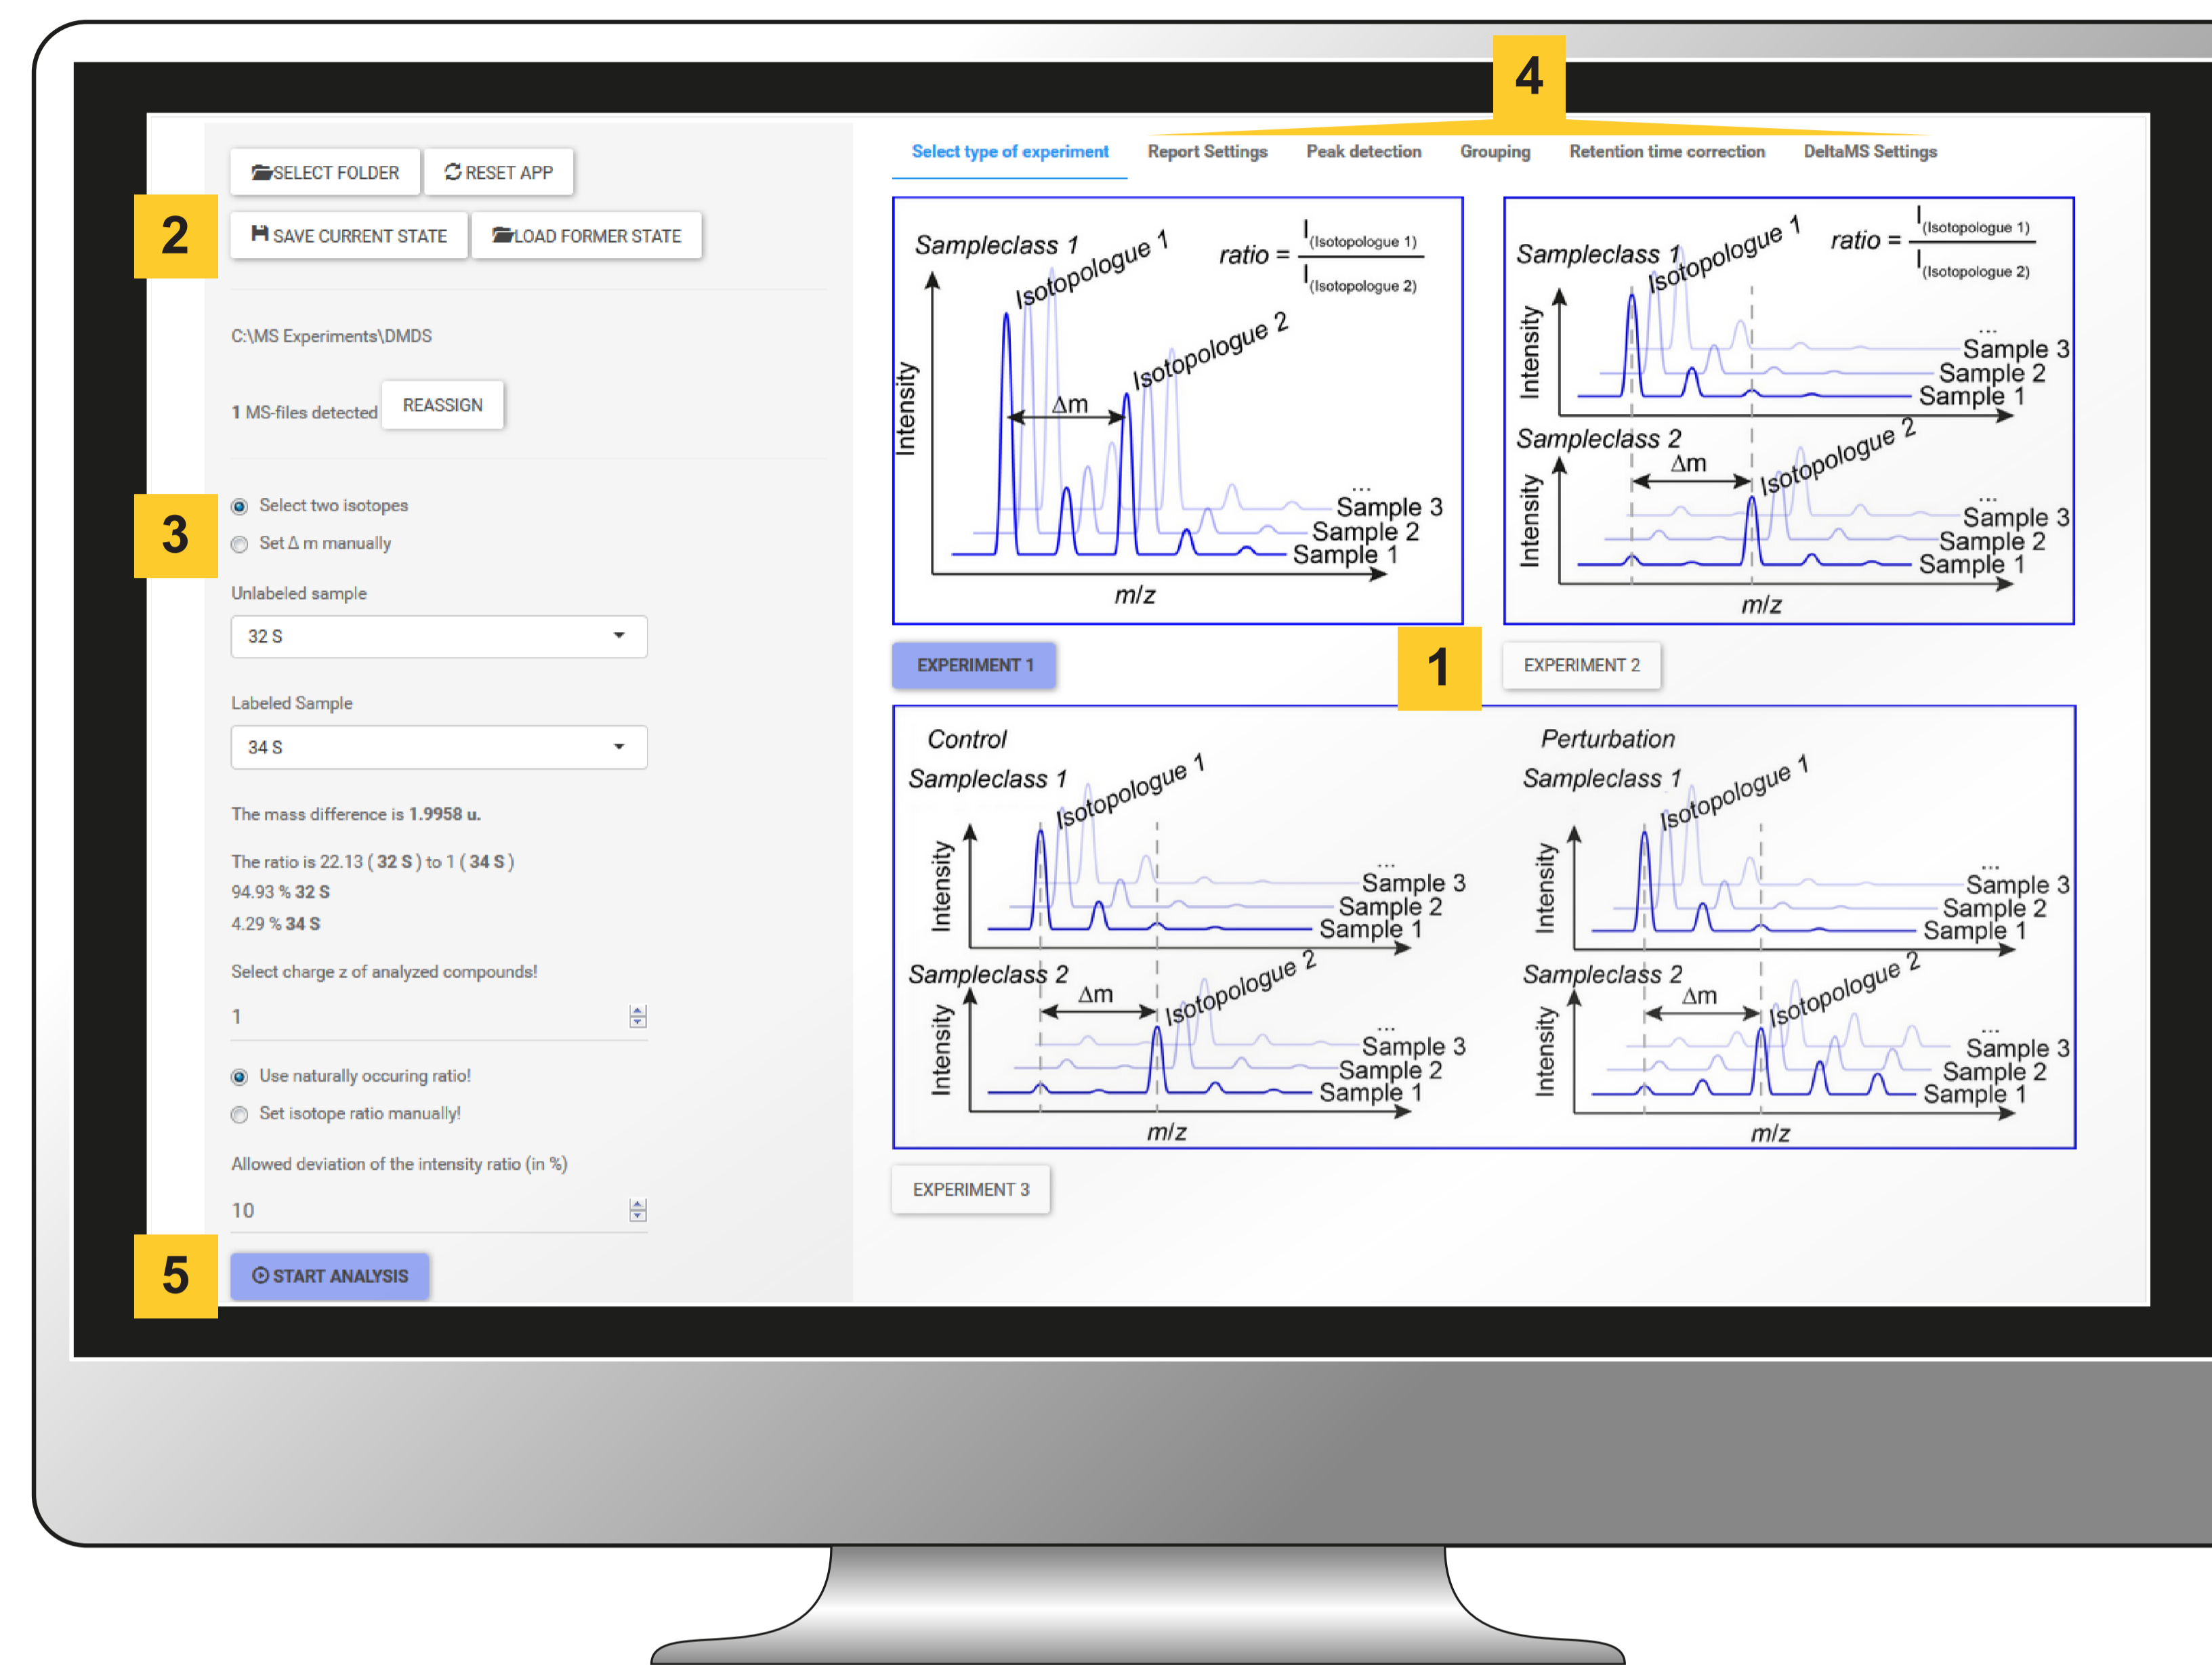 4
Select type of experiment Report Settings Peak detection Grouping Retention time correction DeltaMS Settings
SELECT FOLDER RESET APP
2
SAVE CURRENT STATE LOAD FORMER STATE
C:\MS Experiments\DMDS
1 MS-files detected REASSIGN
3
Select two isotopes
Set Δ m manually
Unlabeled sample
32 S
Labeled Sample
34 S
The mass difference is 1.9958 u.
The ratio is 22.13 ( 32 S ) to 1 ( 34 S )
94.93 % 32 S
4.29 % 34 S
Select charge z of analyzed compounds!
1
Use naturally occuring ratio!
Set isotope ratio manually!
Allowed deviation of the intensity ratio (in %)
10
5
START ANALYSIS
Sampleclass 1
Isotopologue 1
ratio = I(Isotopologue 1)
I(Isotopologue 2)
Isotopologue 2
Intensity
Δm
...
Sample 3
Sample 2
Sample 1
m/z
EXPERIMENT 1
1
Sampleclass 1
Isotopologue 1
ratio = I(Isotopologue 1)
I(Isotopologue 2)
Intensity
...
Sample 3
Sample 2
Sample 1
Sampleclass 2
Isotopologue 2
Δm
Intensity
...
Sample 3
Sample 2
Sample 1
m/z
EXPERIMENT 2
Control
Sampleclass 1
Isotopologue 1
Intensity
...
Sample 3
Sample 2
Sample 1
Sampleclass 2
Isotopologue 2
Δm
Intensity
...
Sample 3
Sample 2
Sample 1
m/z
Perturbation
Sampleclass 1
Isotopologue 1
Intensity
...
Sample 3
Sample 2
Sample 1
Sampleclass 2
Isotopologue 2
Δm
Intensity
...
Sample 3
Sample 2
Sample 1
m/z
EXPERIMENT 3